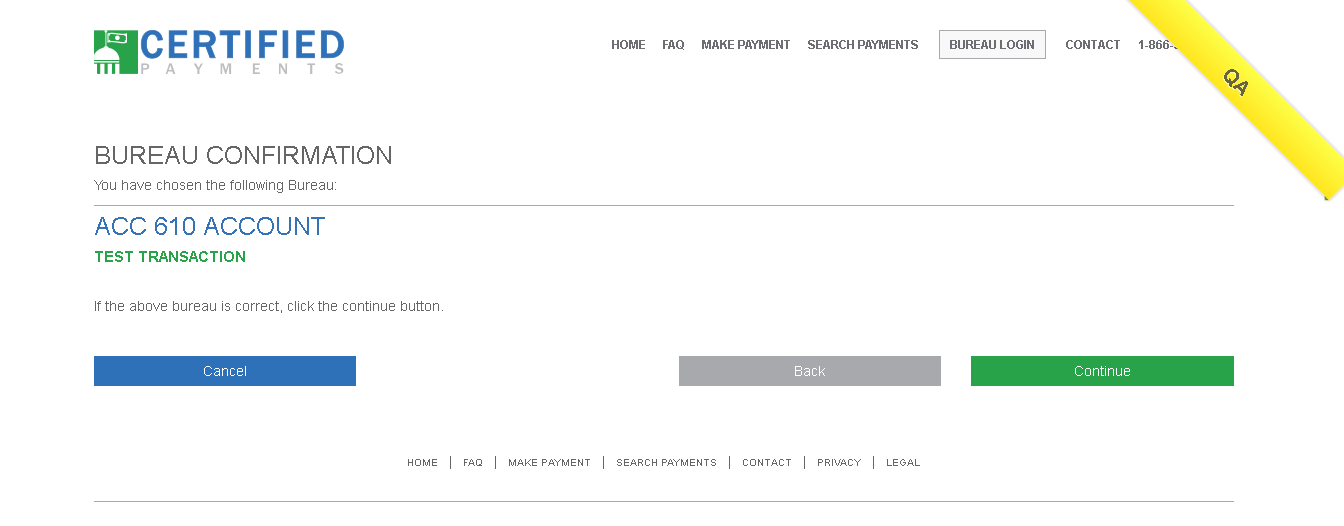 CERTIFIED
PAYMENTS
HOME FAQ MAKE PAYMENT SEARCH PAYMENTS BUREAU LOGIN CONTACT 1-866-
QA
BUREAU CONFIRMATION
You have chosen the following Bureau:
ACC 610 ACCOUNT
TEST TRANSACTION
If the above bureau is correct, click the continue button.
Cancel Back Continue
HOME FAQ MAKE PAYMENT SEARCH PAYMENTS CONTACT PRIVACY LEGAL